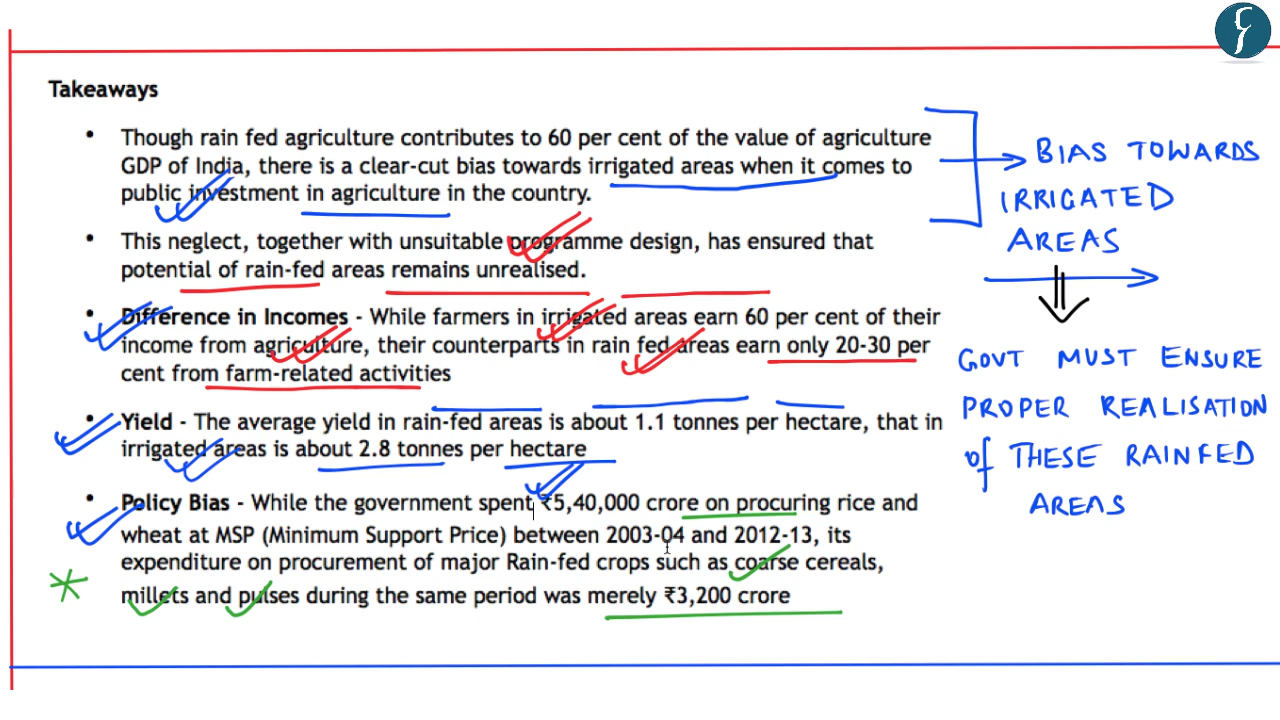 Takeaways
• Though rain fed agriculture contributes to 60 per cent of the value of agriculture
GDP of India, there is a clear-cut bias towards irrigated areas when it comes to
public investment in agriculture in the country.
• This neglect, together with unsuitable programme design, has ensured that
potential of rain-fed areas remains unrealised.
• Difference in Incomes - While farmers in irrigated areas earn 60 per cent of their
income from agriculture, their counterparts in rain fed areas earn only 20-30 per
cent from farm-related activities
• Yield - The average yield in rain-fed areas is about 1.1 tonnes per hectare, that in
irrigated areas is about 2.8 tonnes per hectare
• Policy Bias - While the government spent ₹5,40,000 crore on procuring rice and
wheat at MSP (Minimum Support Price) between 2003-04 and 2012-13, its
expenditure on procurement of major Rain-fed crops such as coarse cereals,
millets and pulses during the same period was merely ₹3,200 crore
BIAS TOWARDS
IRRIGATED
AREAS
GOVT MUST ENSURE
PROPER REALISATION
of THESE RAINFED
AREAS